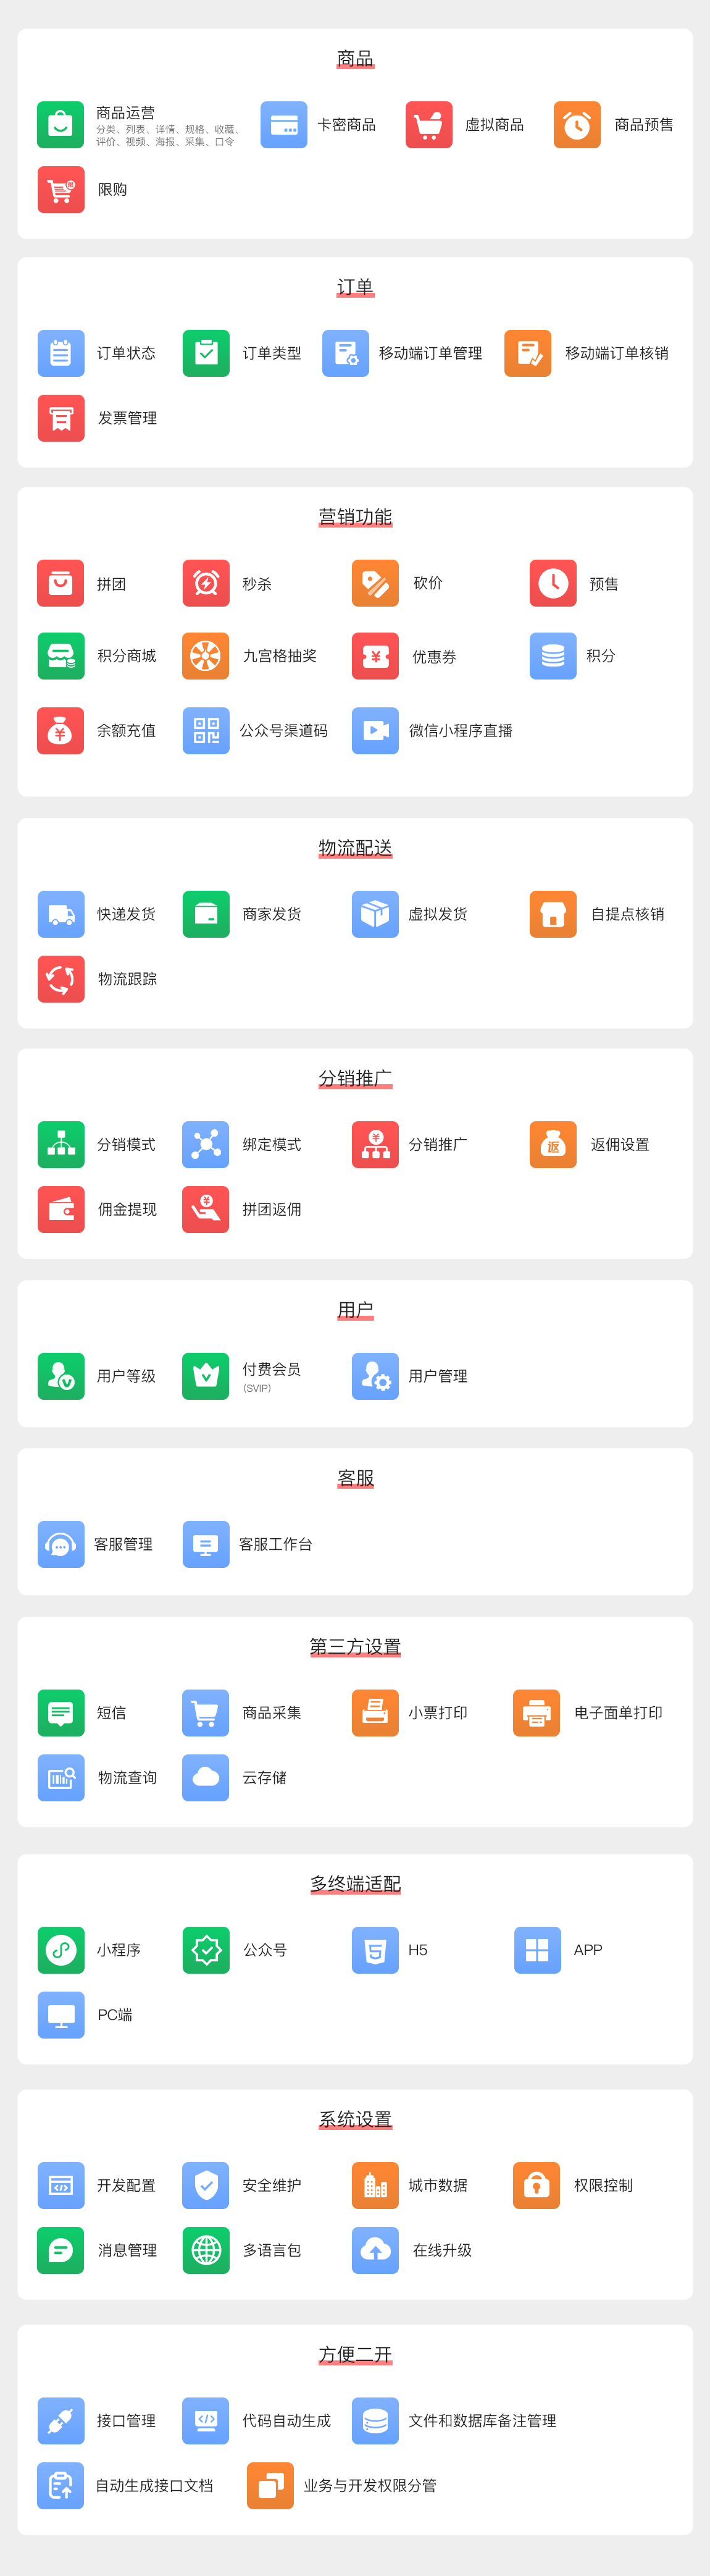 商品
商品运营
分类、列表、详情、规格、收藏、
评价、视频、海报、采集、口令
卡密商品
虚拟商品
商品预售
限购
订单
订单状态
订单类型
移动端订单管理
移动端订单核销
发票管理
营销功能
拼团
秒杀
砍价
预售
积分商城
九宫格抽奖
优惠券
积分
余额充值
公众号渠道码
微信小程序直播
物流配送
快递发货
商家发货
虚拟发货
自提点核销
物流跟踪
分销推广
分销模式
绑定模式
分销推广
返
返佣设置
佣金提现
拼团返佣
用户
用户等级
付费会员
(SVIP)
用户管理
客服
客服管理
客服工作台
第三方设置
短信
商品采集
小票打印
电子面单打印
物流查询
云存储
多终端适配
小程序
公众号
H5
APP
PC端
系统设置
开发配置
安全维护
城市数据
权限控制
消息管理
多语言包
在线升级
方便二开
接口管理
代码自动生成
文件和数据库备注管理
自动生成接口文档
业务与开发权限分管